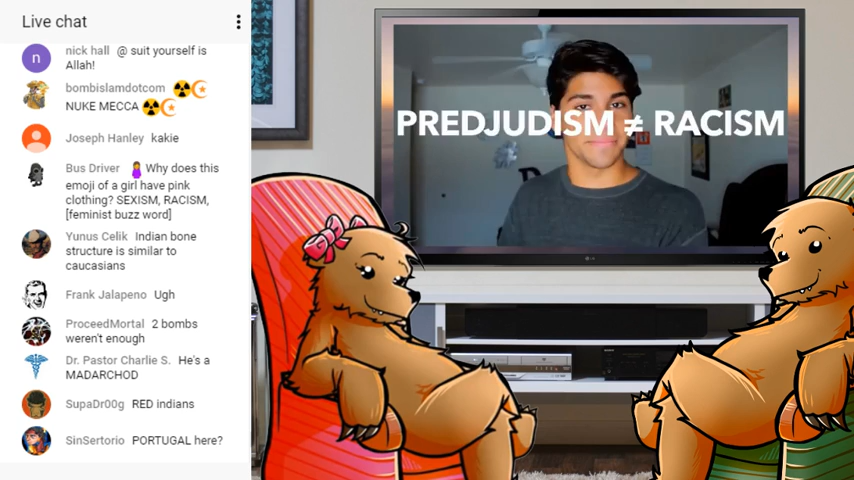 Live chat
n
nick hall @ suit yourself is
Allah!
bombislamdotcom ☢☪
NUKE MECCA ☢☪
Joseph Hanley kakie
Bus Driver Why does this
emoji of a girl have pink
clothing? SEXISM, RACISM,
[feminist buzz word]
Yunus Celik Indian bone
structure is similar to
caucasians
Frank Jalapeno Ugh
ProceedMortal 2 bombs
weren't enough
Dr. Pastor Charlie S. He's a
MADARCHOD
SupaDr00g RED indians
SinSertorio PORTUGAL here?
PREDJUDISM ≠ RACISM
LG